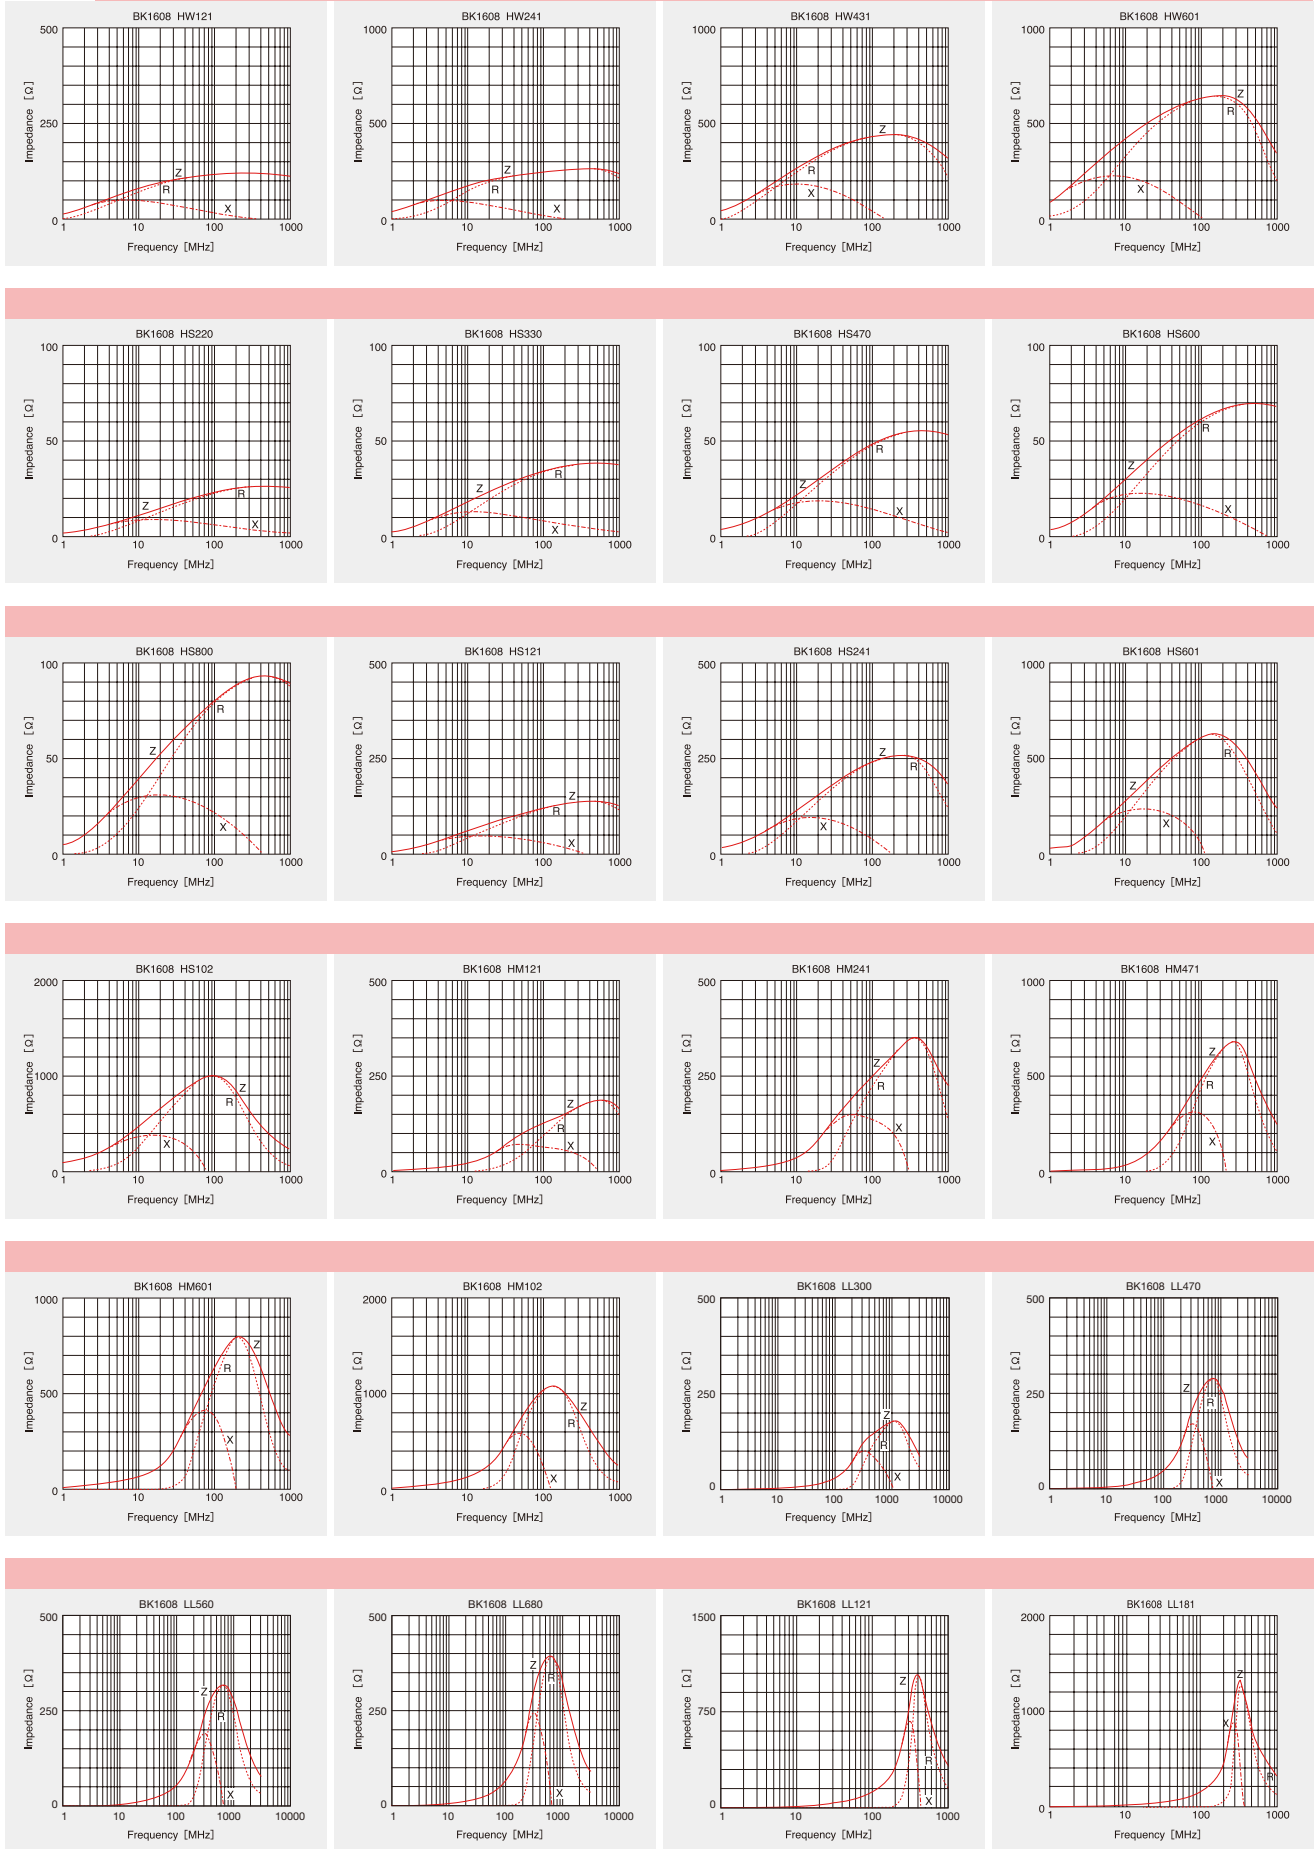 BK1608 HW121
500
250
0
Impedance [Ω]
Z
R
X
1
10
100
1000
Frequency [MHz]
BK1608 HW241
1000
500
0
Impedance [Ω]
Z
R
X
1
10
100
1000
Frequency [MHz]
BK1608 HW431
1000
500
0
Impedance [Ω]
Z
R
X
1
10
100
1000
Frequency [MHz]
BK1608 HW601
1000
500
0
Impedance [Ω]
Z
R
X
1
10
100
1000
Frequency [MHz]
BK1608 HS220
100
50
0
Impedance [Ω]
Z
R
X
1
10
100
1000
Frequency [MHz]
BK1608 HS330
100
50
0
Impedance [Ω]
Z
R
X
1
10
100
1000
Frequency [MHz]
BK1608 HS470
100
50
0
Impedance [Ω]
Z
R
X
1
10
100
1000
Frequency [MHz]
BK1608 HS600
100
50
0
Impedance [Ω]
Z
R
X
1
10
100
1000
Frequency [MHz]
BK1608 HS800
100
50
0
Impedance [Ω]
Z
R
X
1
10
100
1000
Frequency [MHz]
BK1608 HS121
500
250
0
Impedance [Ω]
Z
R
X
1
10
100
1000
Frequency [MHz]
BK1608 HS241
500
250
0
Impedance [Ω]
Z
R
X
1
10
100
1000
Frequency [MHz]
BK1608 HS601
1000
500
0
Impedance [Ω]
R
Z
X
1
10
100
1000
Frequency [MHz]
BK1608 HS102
2000
1000
0
Impedance [Ω]
Z
R
X
1
10
100
1000
Frequency [MHz]
BK1608 HM121
500
250
0
Impedance [Ω]
Z
R
X
1
10
100
1000
Frequency [MHz]
BK1608 HM241
500
250
0
Impedance [Ω]
Z
R
X
1
10
100
1000
Frequency [MHz]
BK1608 HM471
1000
500
0
Impedance [Ω]
Z
R
X
1
10
100
1000
Frequency [MHz]
BK1608 HM601
1000
500
0
Impedance [Ω]
Z
R
X
1
10
100
1000
Frequency [MHz]
BK1608 HM102
2000
1000
0
Impedance [Ω]
Z
R
X
1
10
100
1000
Frequency [MHz]
BK1608 LL300
500
250
0
Impedance [Ω]
Z
R
X
1
10
100
1000
10000
Frequency [MHz]
BK1608 LL470
500
250
0
Impedance [Ω]
Z
R
X
1
10
100
1000
10000
Frequency [MHz]
BK1608 LL560
500
250
0
Impedance [Ω]
Z
R
X
1
10
100
1000
10000
Frequency [MHz]
BK1608 LL680
500
250
0
Impedance [Ω]
Z
R
X
1
10
100
1000
10000
Frequency [MHz]
BK1608 LL121
1500
750
0
Impedance [Ω]
Z
R
X
1
10
100
1000
Frequency [MHz]
BK1608 LL181
2000
1000
0
Impedance [Ω]
Z
X
R
1
10
100
1000
Frequency [MHz]